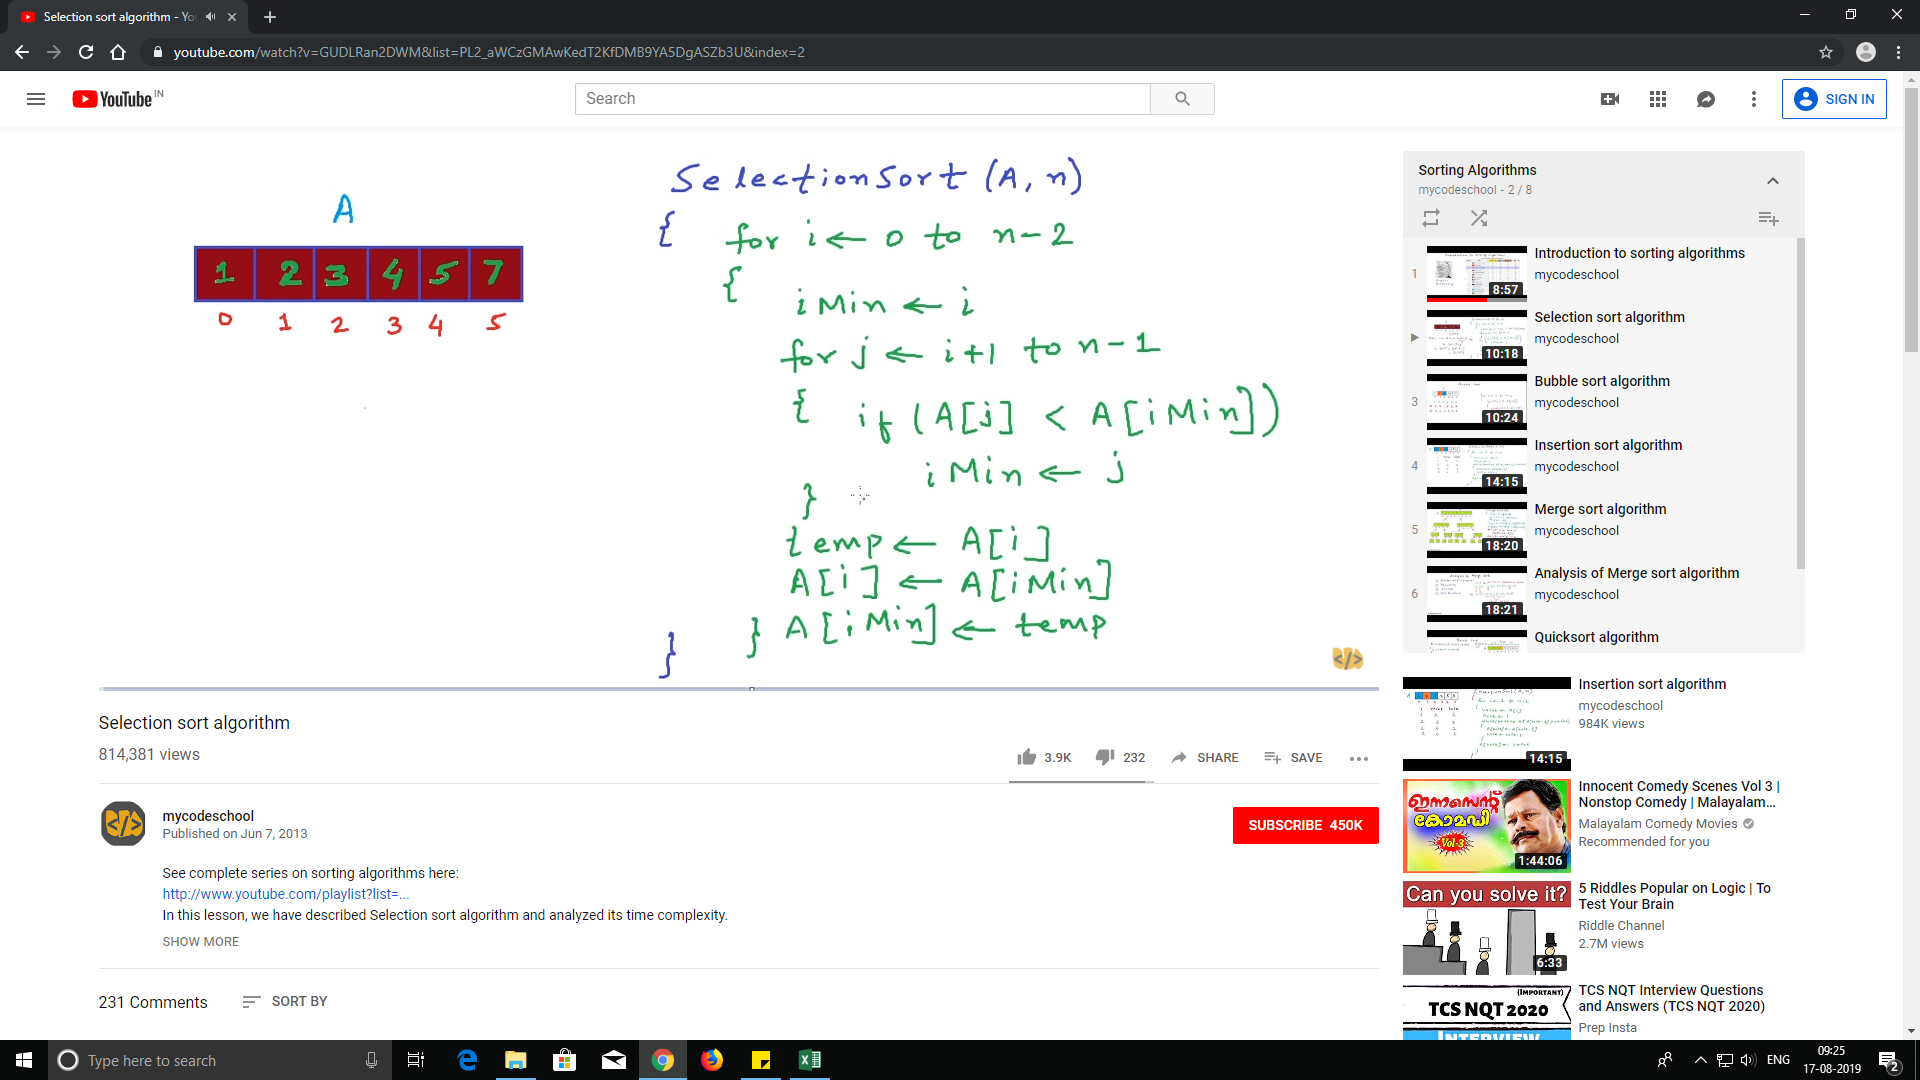 Selection sort algorithm - Yo
youtube.com/watch?v=GUDLRan2DWM&list=PL2_aWCzGMAwKedT2KfDMB9YA5DgASZb3U&index=2
YouTube IN
Search
SIGN IN
A
1 2 3 4 5 7
0 1 2 3 4 5
SelectionSort (A, n)
{
for i ← 0 to n-2
{
iMin ← i
for j ← i+1 to n-1
{ if (A[j] < A[iMin])
iMin ← j
}
temp ← A[i]
A[i] ← A[iMin]
} A[iMin] ← temp
}
</>
Selection sort algorithm
814,381 views
3.9K 232 SHARE SAVE
mycodeschool
Published on Jun 7, 2013
SUBSCRIBE 450K
See complete series on sorting algorithms here:
http://www.youtube.com/playlist?list=...
In this lesson, we have described Selection sort algorithm and analyzed its time complexity.
SHOW MORE
231 Comments SORT BY
Sorting Algorithms
mycodeschool - 2 / 8
1 8:57 Introduction to sorting algorithms
mycodeschool
10:18 Selection sort algorithm
mycodeschool
3 10:24 Bubble sort algorithm
mycodeschool
4 14:15 Insertion sort algorithm
mycodeschool
5 18:20 Merge sort algorithm
mycodeschool
6 18:21 Analysis of Merge sort algorithm
mycodeschool
Quicksort algorithm
Insertion sort algorithm
mycodeschool
984K views
14:15
ഇന്നസെന്റ്
കോമഡി
Vol-3
1:44:06
Innocent Comedy Scenes Vol 3 |
Nonstop Comedy | Malayalam...
Malayalam Comedy Movies
Recommended for you
Can you solve it?
6:33
5 Riddles Popular on Logic | To
Test Your Brain
Riddle Channel
2.7M views
(IMPORTANT)
TCS NQT 2020
INTERVIEW
TCS NQT Interview Questions
and Answers (TCS NQT 2020)
Prep Insta
Type here to search
ENG
09:25
17-08-2019
2